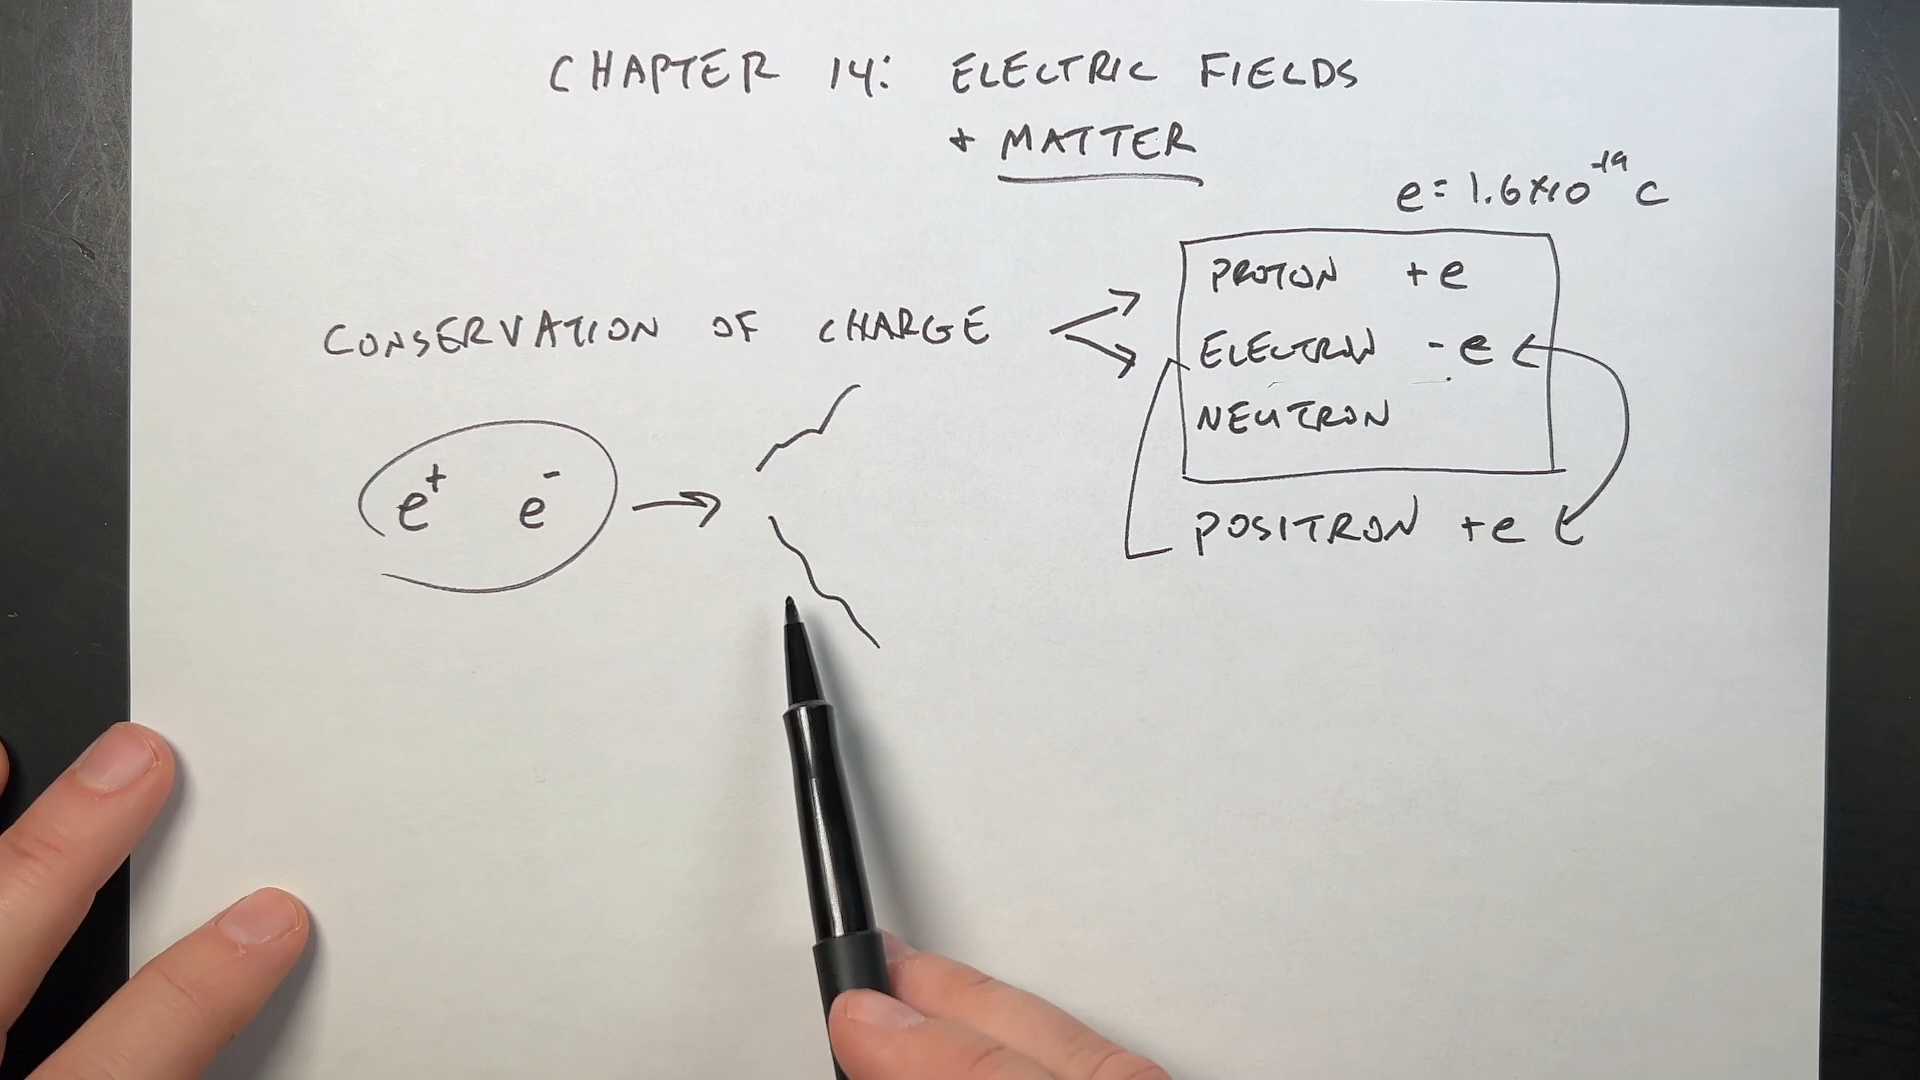 CHAPTER 14: ELECTRIC FIELDS
+ MATTER
e = 1.6×10⁻¹⁹ C
PROTON +e
CONSERVATION OF CHARGE
ELECTRON -e
NEUTRON
e⁺ e⁻
POSITRON +e